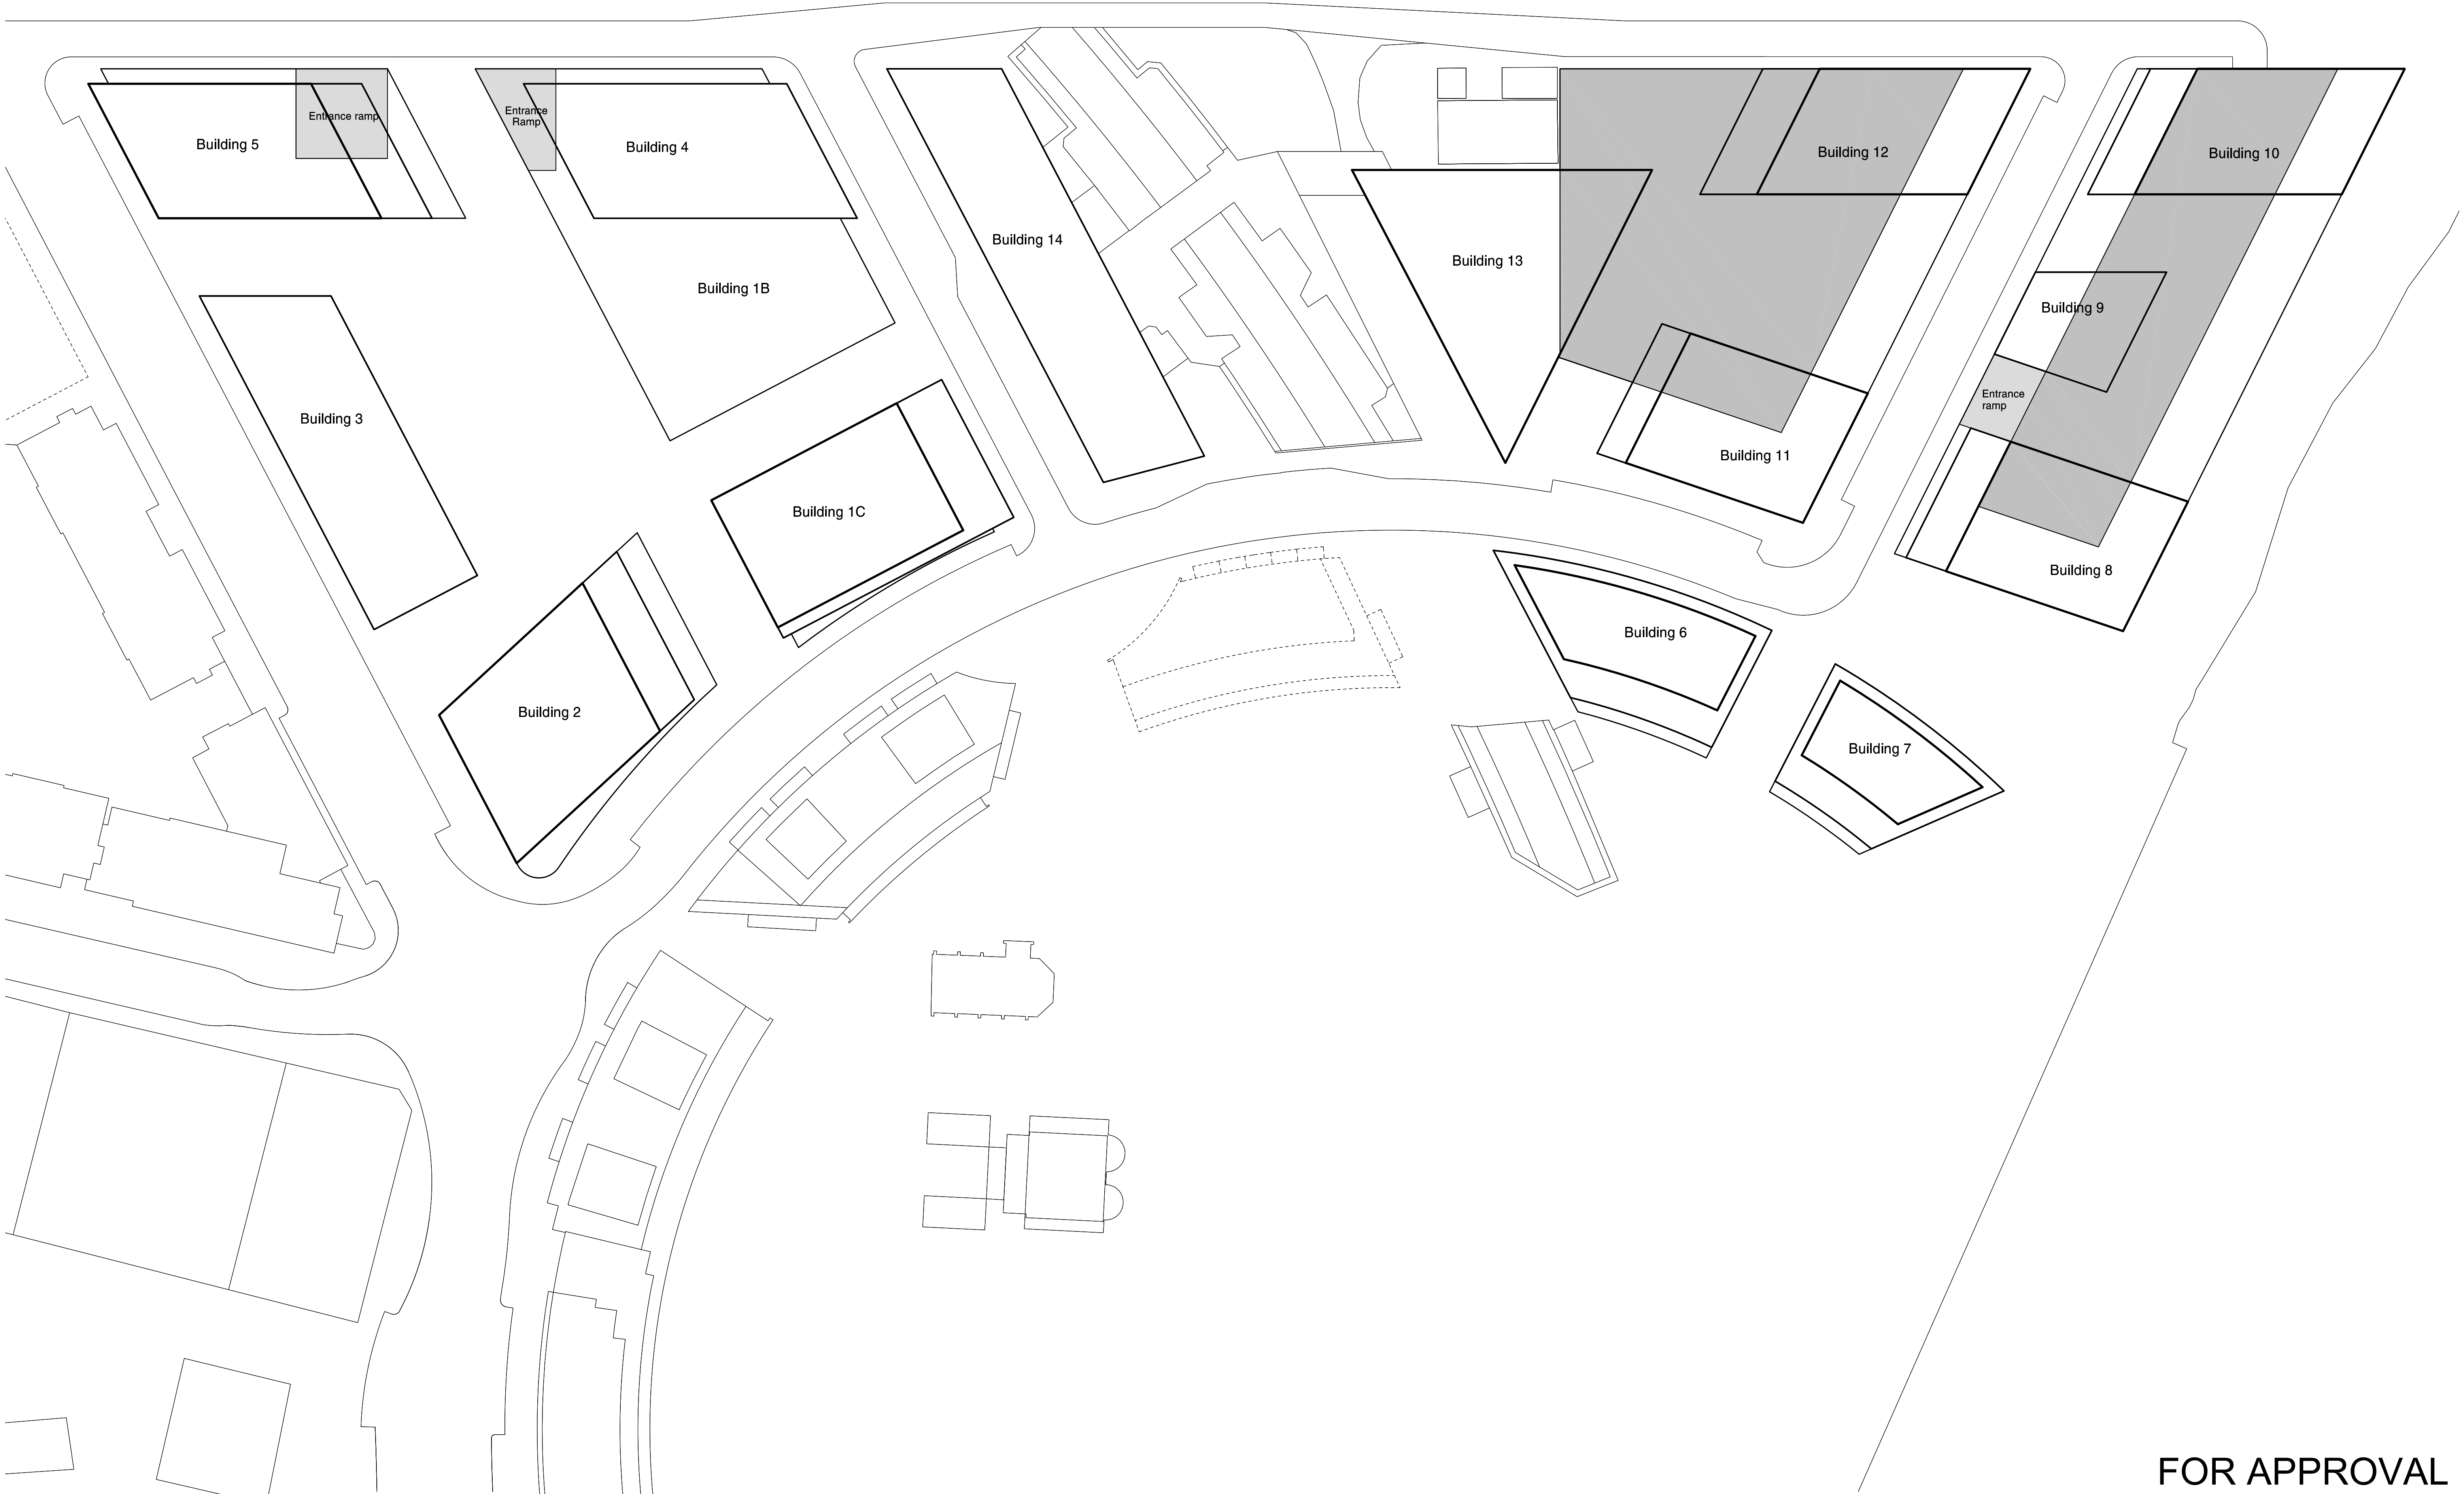 Building 5
Entrance ramp
Entrance
Ramp
Building 4
Building 1B
Building 3
Building 14
Building 13
Building 12
Building 10
Building 9
Entrance
ramp
Building 11
Building 8
Building 1C
Building 2
Building 6
Building 7
FOR APPROVAL